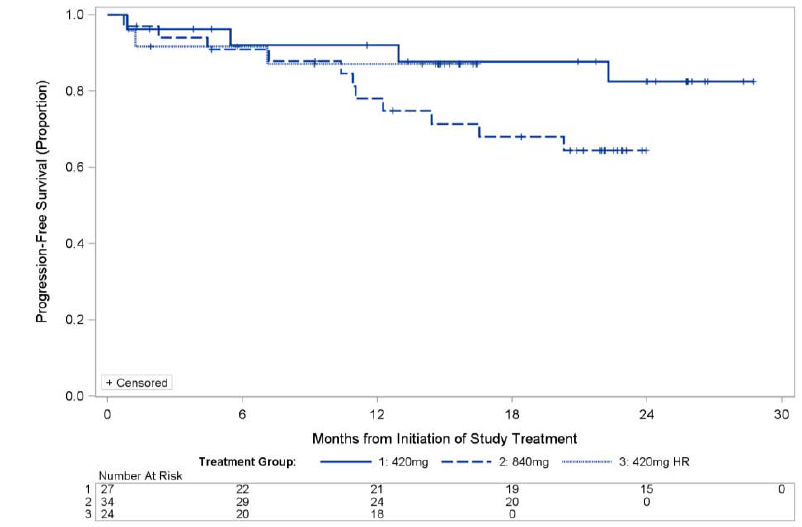 Progression-Free Survival (Proportion)
1.0
0.8
0.6
0.4
0.2
0.0
+ Censored
0 6 12 18 24 30
Months from Initiation of Study Treatment
Treatment Group: 1: 420mg 2: 840mg 3: 420mg HR
Number At Risk
1 27 22 21 19 15 0
2 34 29 24 20 0
3 24 20 18 0